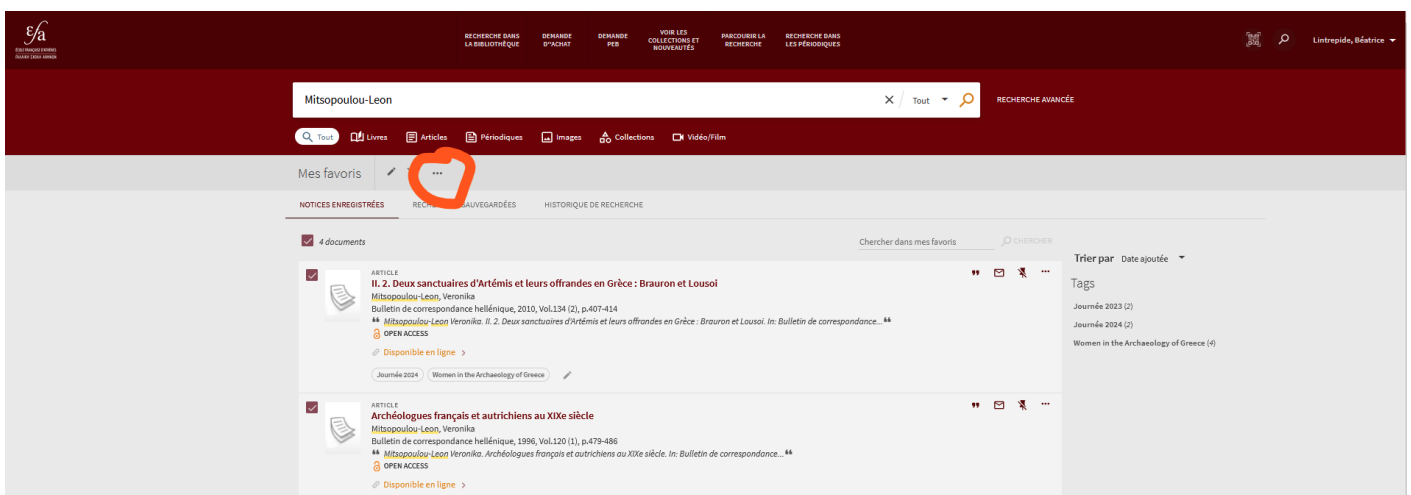 εfa
ÉCOLE FRANÇAISE D'ATHÈNES
RECHERCHE DANS LA BIBLIOTHÈQUE
DEMANDE D''ACHAT
DEMANDE PEB
VOIR LES COLLECTIONS ET NOUVEAUTÉS
PARCOURIR LA RECHERCHE
RECHERCHE DANS LES PÉRIODIQUES
Lintrepide, Béatrice
Mitsopoulou-Leon
Tout
RECHERCHE AVANCÉE
Tout
Livres
Articles
Périodiques
Images
Collections
Vidéo/Film
Mes favoris
NOTICES ENREGISTRÉES
SAUVEGARDÉES
HISTORIQUE DE RECHERCHE
4 documents
Chercher dans mes favoris
CHERCHER
Trier par Date ajoutée
Tags
Journée 2023 (2)
Journée 2024 (2)
Women in the Archaeology of Greece (4)
ARTICLE
II. 2. Deux sanctuaires d'Artémis et leurs offrandes en Grèce : Brauron et Lousoi
Mitsopoulou-Leon, Veronika
Bulletin de correspondance hellénique, 2010, Vol.134 (2), p.407-414
Mitsopoulou-Leon Veronika. II. 2. Deux sanctuaires d'Artémis et leurs offrandes en Grèce : Brauron et Lousoi. In: Bulletin de correspondance...
OPEN ACCESS
Disponible en ligne
Journée 2024
Women in the Archaeology of Greece
ARTICLE
Archéologues français et autrichiens au XIXe siècle
Mitsopoulou-Leon, Veronika
Bulletin de correspondance hellénique, 1996, Vol.120 (1), p.479-486
Mitsopoulou-Leon Veronika. Archéologues français et autrichiens au XIXe siècle. In: Bulletin de correspondance...
OPEN ACCESS
Disponible en ligne